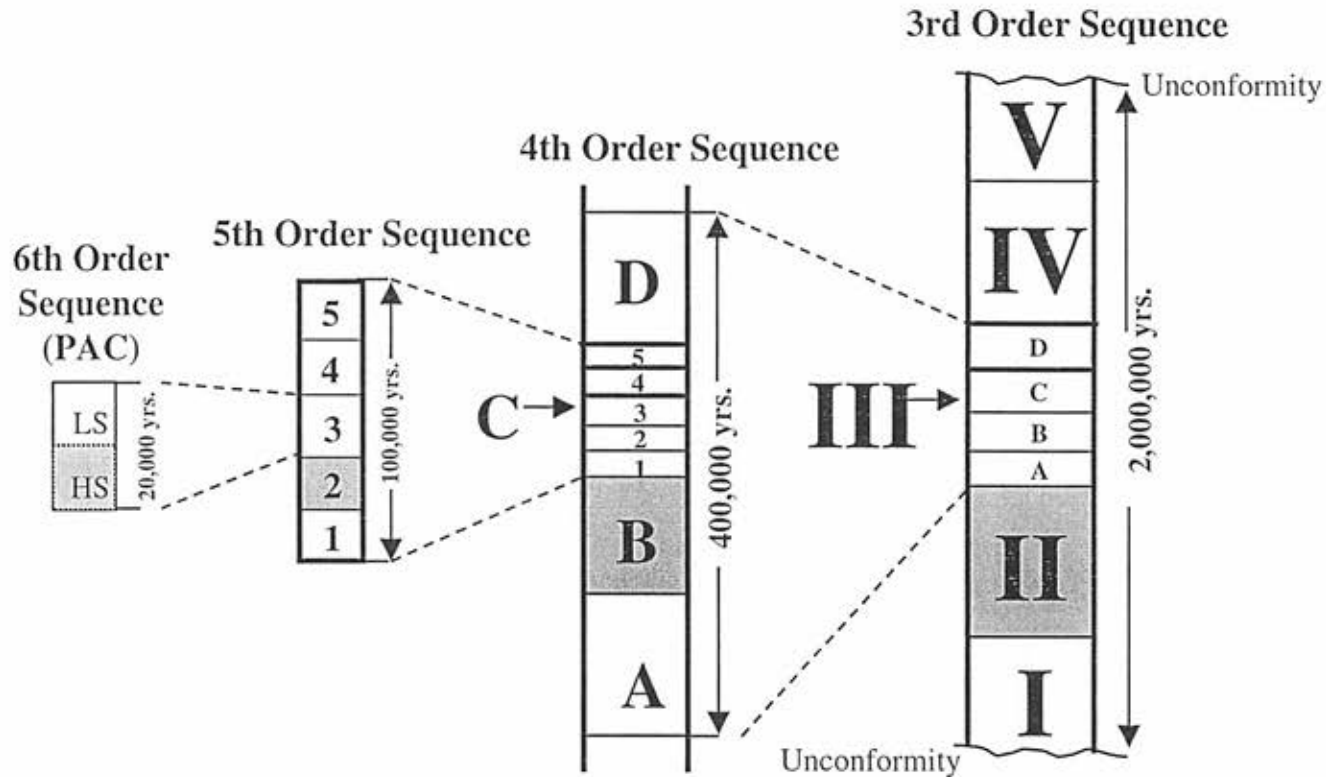 3rd Order Sequence
Unconformity
V
IV
D
C
B
A
III
II
I
2,000,000 yrs.
Unconformity
4th Order Sequence
D
5
4
3
2
1
C
B
A
400,000 yrs.
5th Order Sequence
5
4
3
2
1
100,000 yrs.
6th Order
Sequence
(PAC)
LS
HS
20,000 yrs.